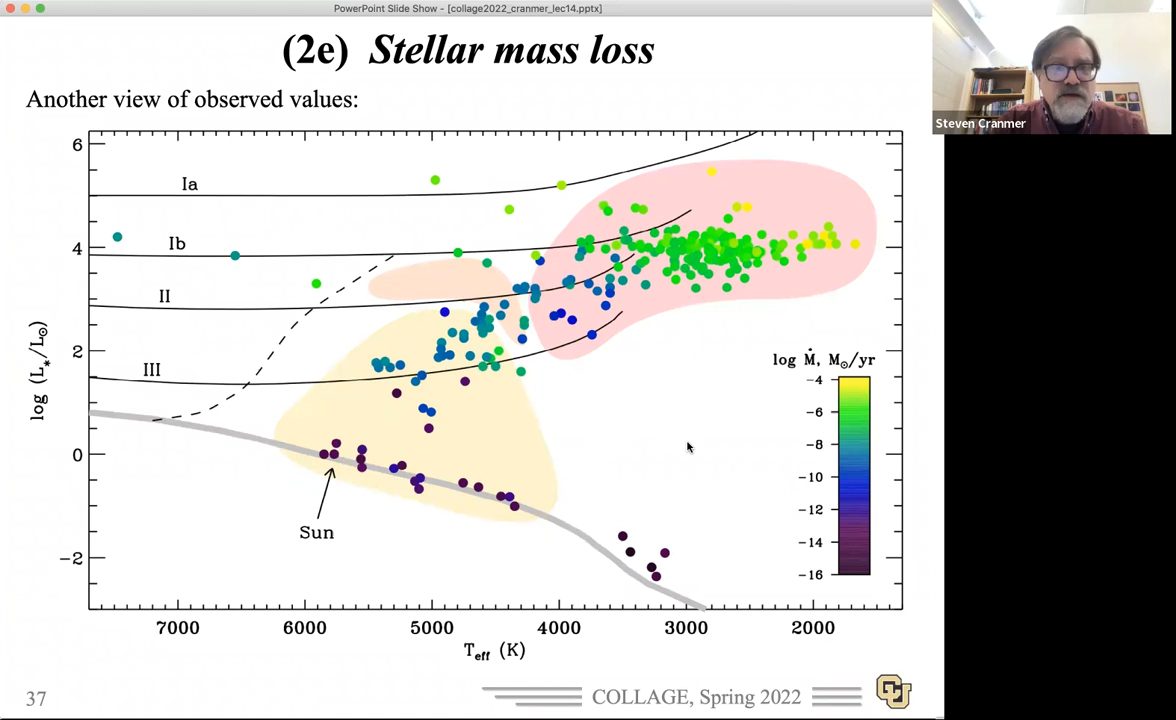 PowerPoint Slide Show - [collage2022_cranmer_lec14.pptx]
(2e) Stellar mass loss
Another view of observed values:
Steven Cranmer
6
4
2
0
−2
log (L*/L☉)
Ia
Ib
II
III
Sun
log Ṁ, M☉/yr
−4
−6
−8
−10
−12
−14
−16
7000 6000 5000 4000 3000 2000
Teff (K)
37
COLLAGE, Spring 2022
CU